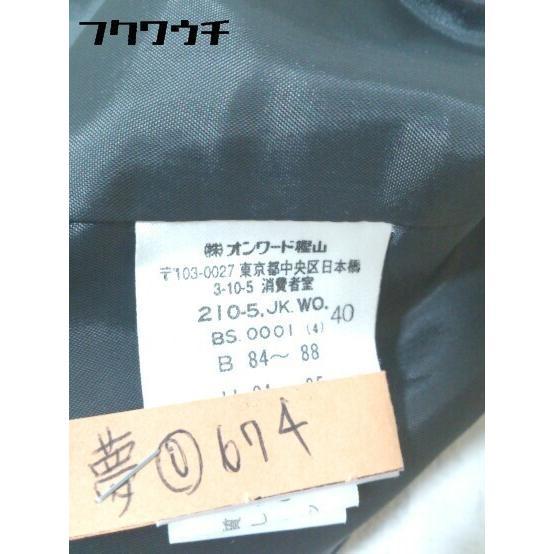 フクワウチ
㈱オンワード樫山
〒103-0027 東京都中央区日本橋
3-10-5 消費者室
210-5.JK.WO. 40
BS.0001 (4)
B 84〜 88
夢①674